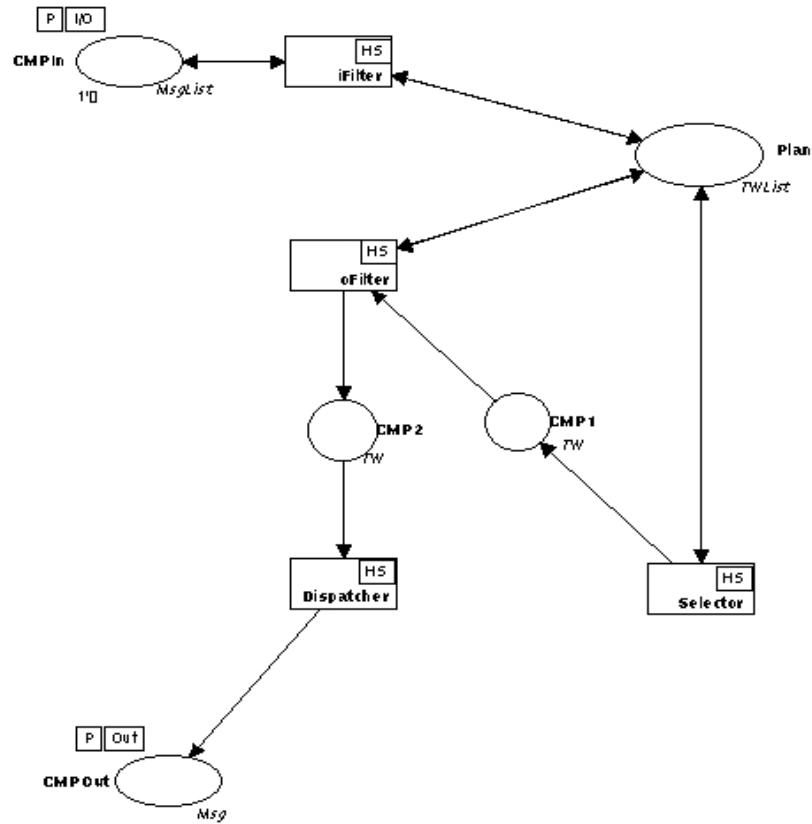 P I/O
CMPIn
HS
iFilter
MsgList
1'[]
Plan
TWList
HS
oFilter
CMP2
TW
CMP1
TW
HS
Dispatcher
HS
Selector
P Out
CMPOut
Msg